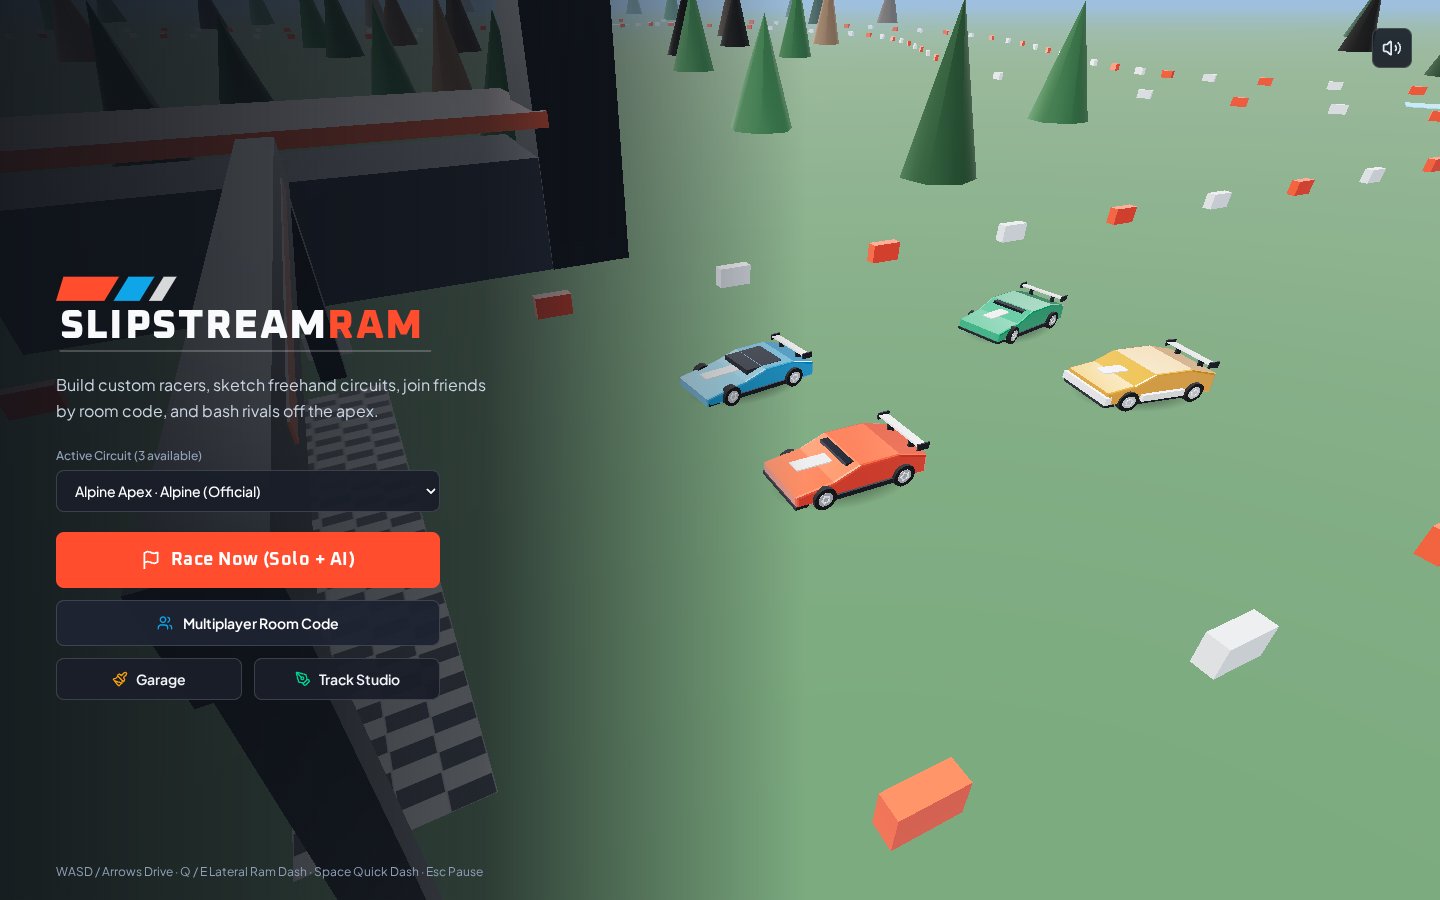 SLIPSTREAMRAM
Build custom racers, sketch freehand circuits, join friends
by room code, and bash rivals off the apex.
Active Circuit (3 available)
Alpine Apex · Alpine (Official)
Race Now (Solo + AI)
Multiplayer Room Code
Garage
Track Studio
WASD / Arrows Drive · Q / E Lateral Ram Dash · Space Quick Dash · Esc Pause